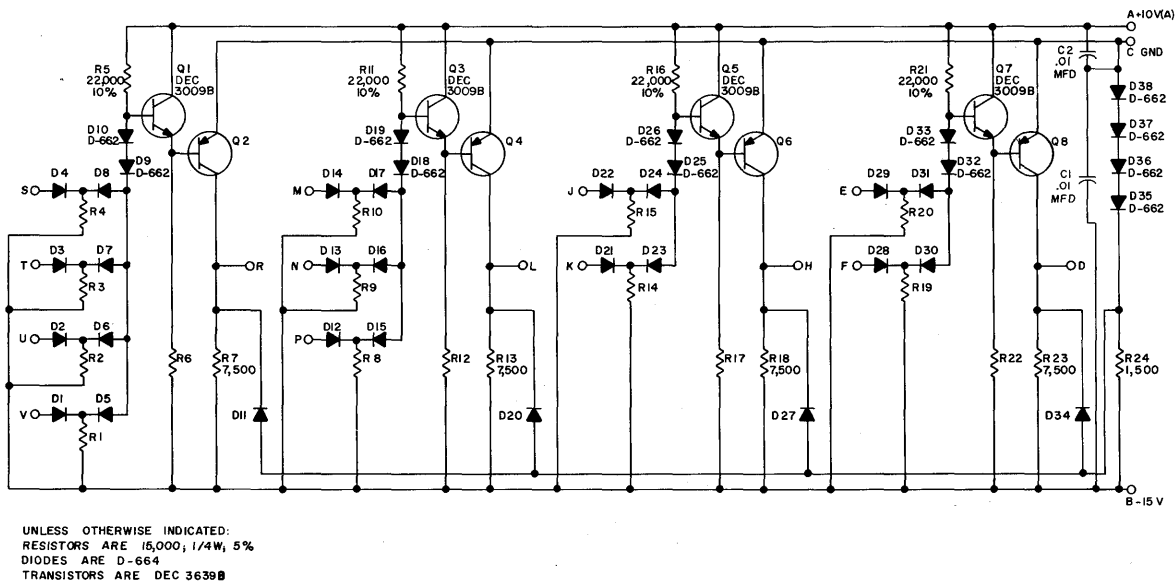 A+10V(A)
C GND
C2
.01
MFD
R5
22,000
10%
Q1
DEC
3009B
R11
22,000
10%
Q3
DEC
3009B
R16
22,000
10%
Q5
DEC
3009B
R21
22,000
10%
Q7
DEC
3009B
D38
D-662
D37
D-662
D36
D-662
D35
D-662
C1
.01
MFD
D10
D-662
D9
D-662
Q2
D19
D-662
D18
D-662
Q4
D26
D-662
D25
D-662
Q6
D33
D-662
D32
D-662
Q8
S
D4
D8
R4
M
D14
D17
R10
J
D22
D24
R15
E
D29
D31
R20
T
D3
D7
R3
R
N
D13
D16
R9
L
K
D21
D23
R14
H
F
D28
D30
R19
D
U
D2
D6
R2
R6
R7
7,500
P
D12
D15
R8
R12
R13
7,500
R17
R18
7,500
R22
R23
7,500
R24
1,500
V
D1
D5
R1
D11
D20
D27
D34
B-15V
UNLESS OTHERWISE INDICATED:
RESISTORS ARE 15,000; 1/4W; 5%
DIODES ARE D-664
TRANSISTORS ARE DEC 3639B